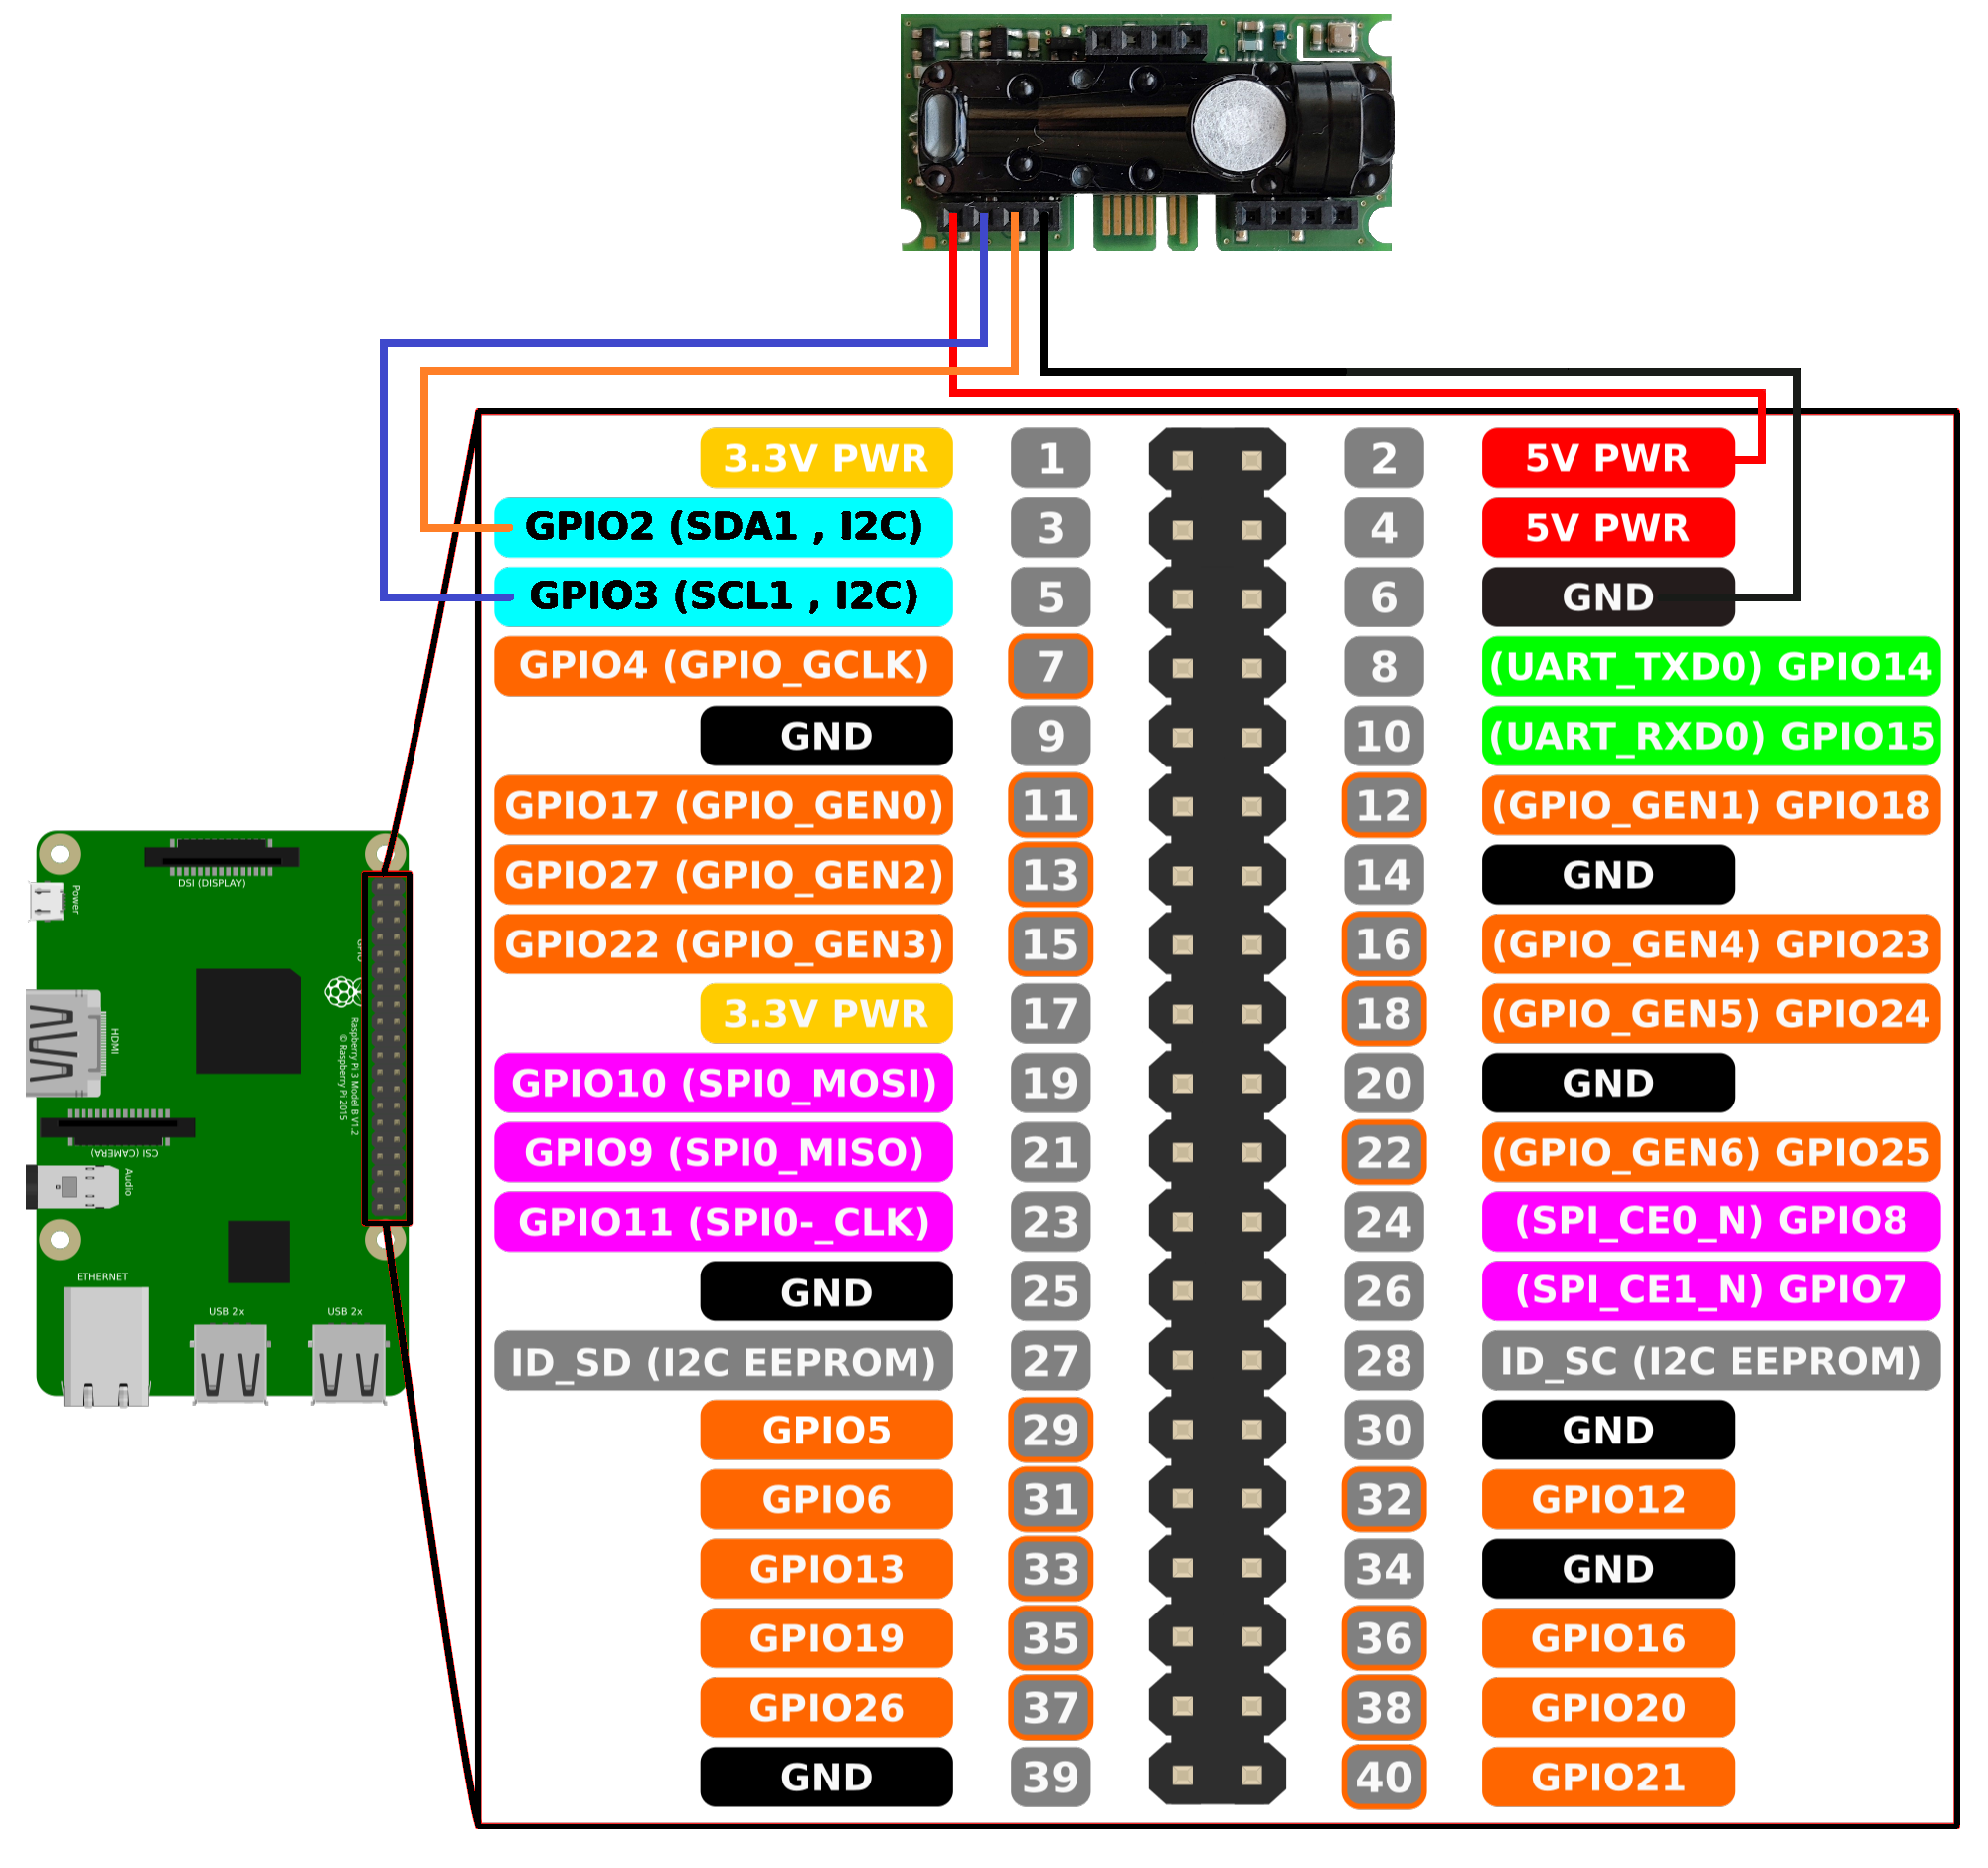 3.3V PWR 1 2 5V PWR
GPIO2 (SDA1 , I2C) 3 4 5V PWR
GPIO3 (SCL1 , I2C) 5 6 GND
GPIO4 (GPIO_GCLK) 7 8 (UART_TXD0) GPIO14
GND 9 10 (UART_RXD0) GPIO15
GPIO17 (GPIO_GEN0) 11 12 (GPIO_GEN1) GPIO18
GPIO27 (GPIO_GEN2) 13 14 GND
GPIO22 (GPIO_GEN3) 15 16 (GPIO_GEN4) GPIO23
3.3V PWR 17 18 (GPIO_GEN5) GPIO24
GPIO10 (SPI0_MOSI) 19 20 GND
GPIO9 (SPI0_MISO) 21 22 (GPIO_GEN6) GPIO25
GPIO11 (SPI0-_CLK) 23 24 (SPI_CE0_N) GPIO8
GND 25 26 (SPI_CE1_N) GPIO7
ID_SD (I2C EEPROM) 27 28 ID_SC (I2C EEPROM)
GPIO5 29 30 GND
GPIO6 31 32 GPIO12
GPIO13 33 34 GND
GPIO19 35 36 GPIO16
GPIO26 37 38 GPIO20
GND 39 40 GPIO21
DSI (DISPLAY)
Power
HDMI
Raspberry Pi 3 Model B V1.2
© Raspberry Pi 2015
CSI (CAMERA)
Audio
ETHERNET
USB 2x
USB 2x